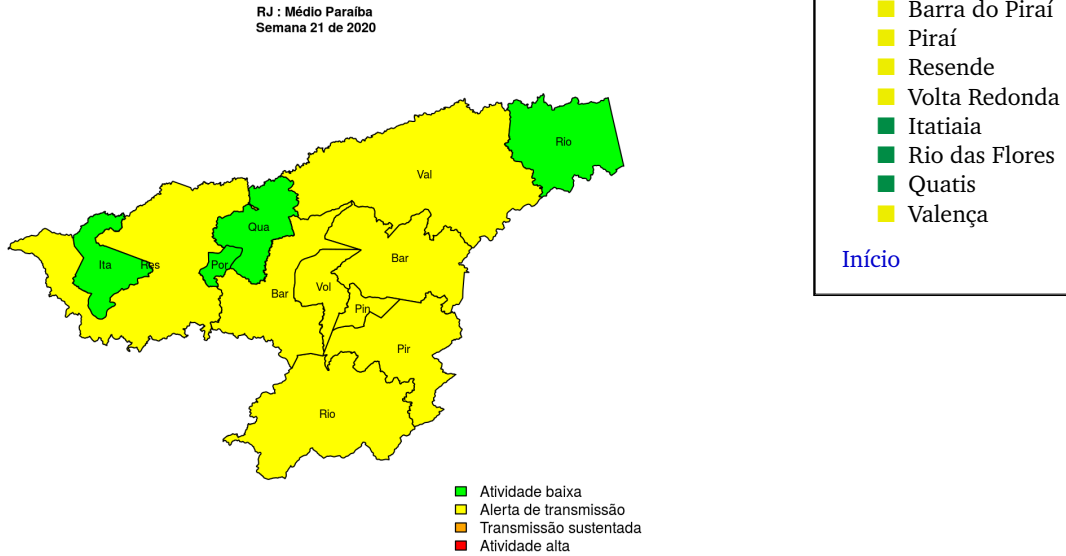 RJ : Médio Paraíba
Semana 21 de 2020
Rio
Val
Qua
Ita
Res
Por
Bar
Bar
Vol
Pin
Pir
Rio
Atividade baixa
Alerta de transmissão
Transmissão sustentada
Atividade alta
Barra do Piraí
Piraí
Resende
Volta Redonda
Itatiaia
Rio das Flores
Quatis
Valença
Início